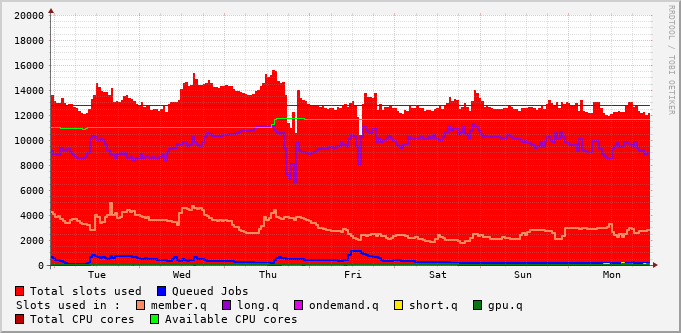 20000
18000
16000
14000
12000
10000
8000
6000
4000
2000
0
Tue Wed Thu Fri Sat Sun Mon
RRDTOOL / TOBI OETIKER
Total slots used Queued Jobs
Slots used in : member.q long.q ondemand.q short.q gpu.q
Total CPU cores Available CPU cores